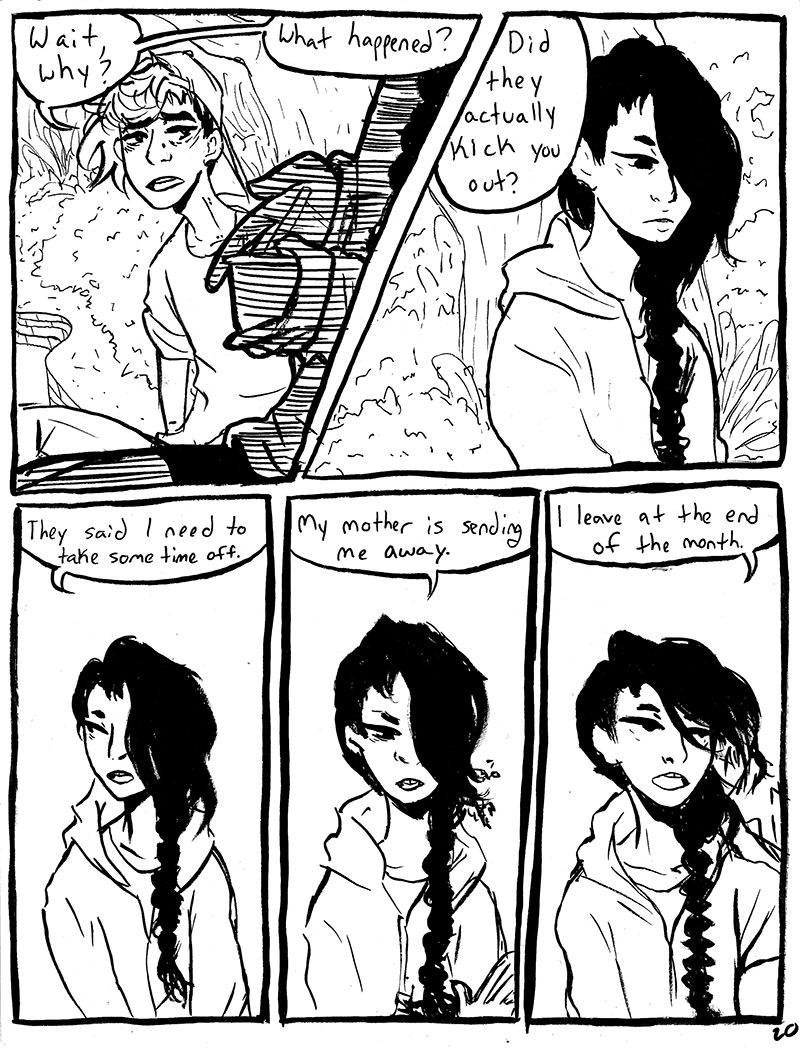 Wait,
why?
What happened?
Did
they
actually
kick you
out?
They said I need to
take some time off.
My mother is sending
me away.
I leave at the end
of the month.
20